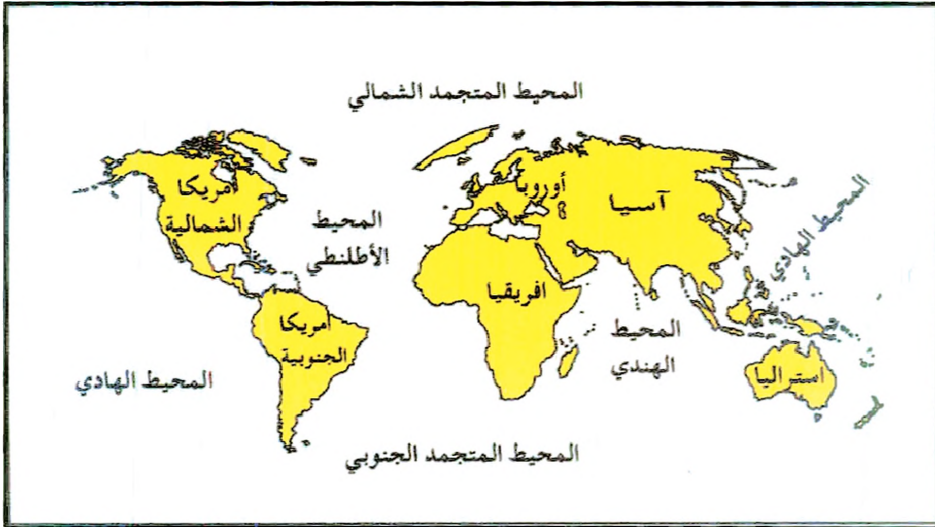 المحيط المتجمد الشمالي
أمريكا
الشمالية
المحيط
الأطلنطي
أوروبا
آسيا
المحيط الهادي
افريقيا
أمريكا
الجنوبية
المحيط
الهندي
استراليا
المحيط الهادي
المحيط المتجمد الجنوبي